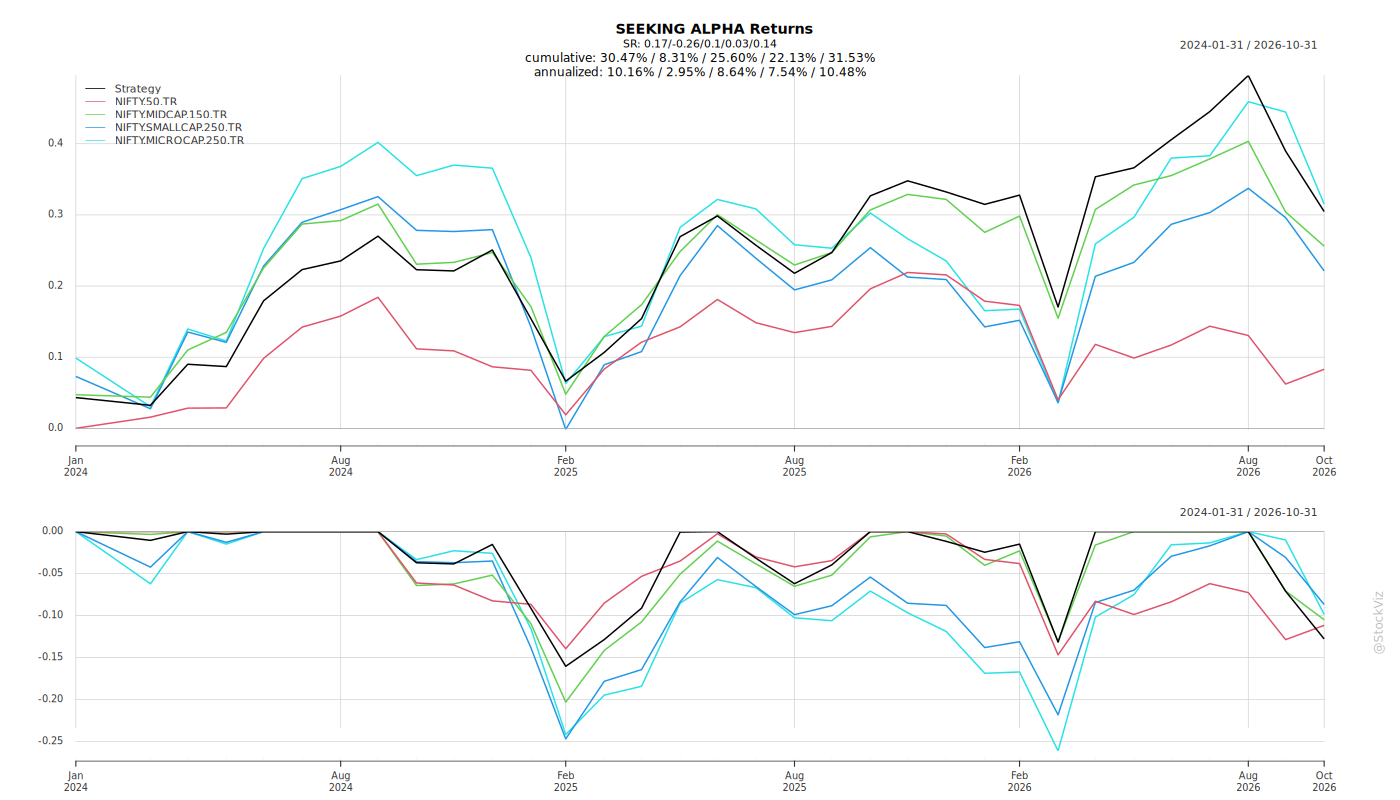 SEEKING ALPHA Returns
SR: 0.17/-0.26/0.1/0.03/0.14
cumulative: 30.47% / 8.31% / 25.60% / 22.13% / 31.53%
annualized: 10.16% / 2.95% / 8.64% / 7.54% / 10.48%
2024-01-31 / 2026-10-31
Strategy
NIFTY.50.TR
NIFTY.MIDCAP.150.TR
NIFTY.SMALLCAP.250.TR
NIFTY.MICROCAP.250.TR
0.4
0.3
0.2
0.1
0.0
Jan 2024
Aug 2024
Feb 2025
Aug 2025
Feb 2026
Aug 2026
Oct 2026
2024-01-31 / 2026-10-31
0.00
-0.05
-0.10
-0.15
-0.20
-0.25
Jan 2024
Aug 2024
Feb 2025
Aug 2025
Feb 2026
Aug 2026
Oct 2026
@StockViz